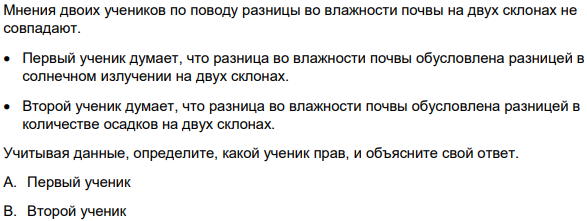 Мнения двоих учеников по поводу разницы во влажности почвы на двух склонах не
совпадают.
• Первый ученик думает, что разница во влажности почвы обусловлена разницей в
солнечном излучении на двух склонах.
• Второй ученик думает, что разница во влажности почвы обусловлена разницей в
количестве осадков на двух склонах.
Учитывая данные, определите, какой ученик прав, и объясните свой ответ.
A. Первый ученик
B. Второй ученик